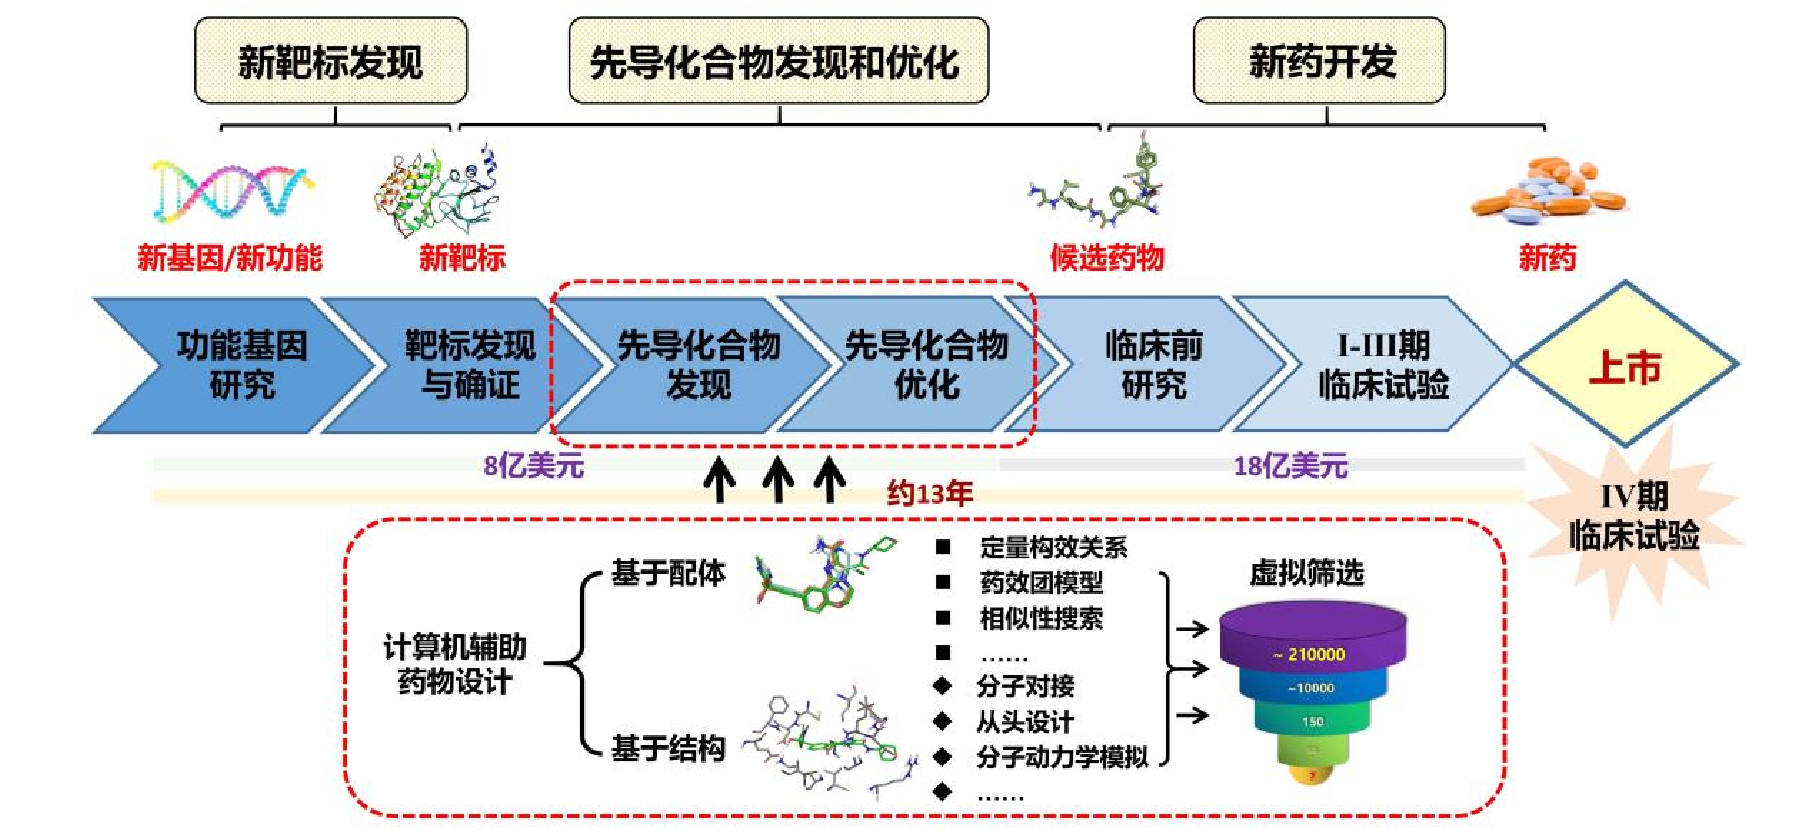 新靶标发现
先导化合物发现和优化
新药开发
新基因/新功能
新靶标
候选药物
新药
功能基因
研究
靶标发现
与确证
先导化合物
发现
先导化合物
优化
临床前
研究
I-III期
临床试验
上市
8亿美元
18亿美元
约13年
IV期
临床试验
计算机辅助
药物设计
基于配体
基于结构
定量构效关系
药效团模型
相似性搜索
……
分子对接
从头设计
分子动力学模拟
……
虚拟筛选
~ 210000
~10000
150
?